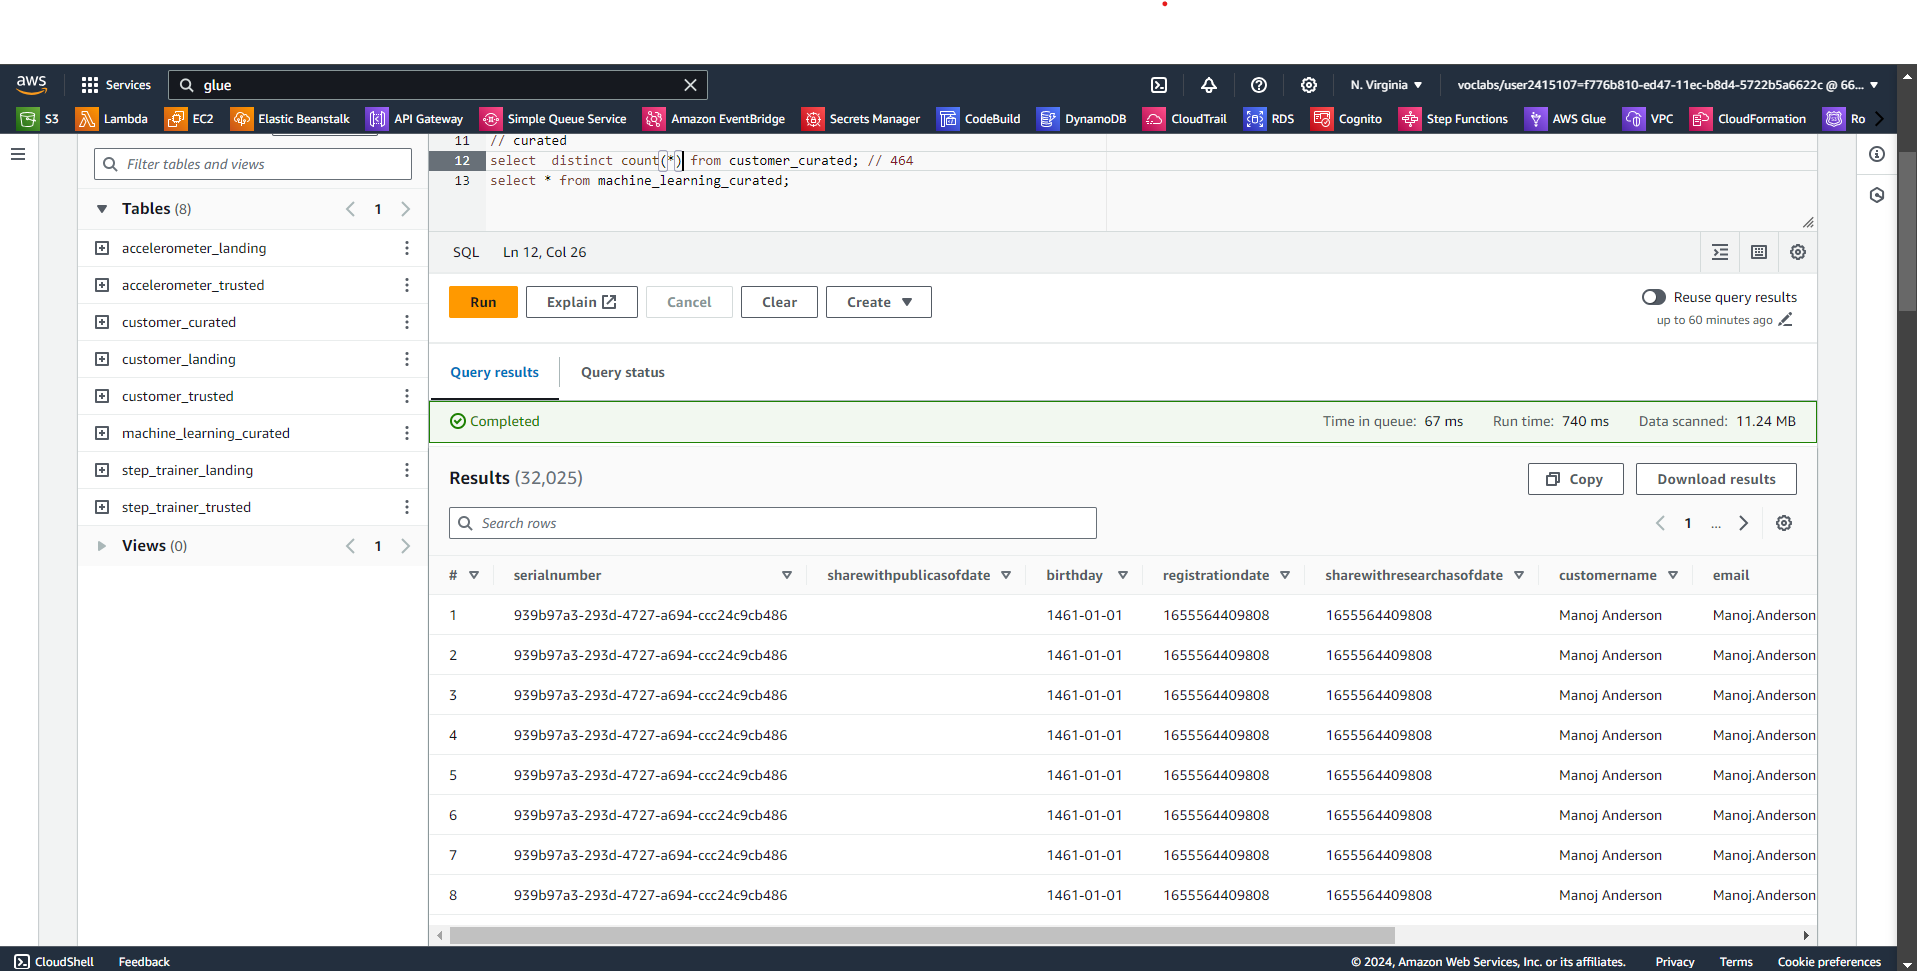 aws Services glue N. Virginia voclabs/user2415107=f776b810-ed47-11ec-b8d4-5722b5a6622c @ 66...
S3 Lambda EC2 Elastic Beanstalk API Gateway Simple Queue Service Amazon EventBridge Secrets Manager CodeBuild DynamoDB CloudTrail RDS Cognito Step Functions AWS Glue VPC CloudFormation Ro
11 // curated
12 select  distinct count(*) from customer_curated; // 464
13 select * from machine_learning_curated;
Filter tables and views
Tables (8) 1
accelerometer_landing
accelerometer_trusted
customer_curated
customer_landing
customer_trusted
machine_learning_curated
step_trainer_landing
step_trainer_trusted
Views (0) 1
SQL Ln 12, Col 26
Run Explain Cancel Clear Create Reuse query results
up to 60 minutes ago
Query results Query status
Completed Time in queue: 67 ms Run time: 740 ms Data scanned: 11.24 MB
Results (32,025) Copy Download results
Search rows 1 ...
# serialnumber sharewithpublicasofdate birthday registrationdate sharewithresearchasofdate customername email
1 939b97a3-293d-4727-a694-ccc24c9cb486 1461-01-01 1655564409808 1655564409808 Manoj Anderson Manoj.Anderson
2 939b97a3-293d-4727-a694-ccc24c9cb486 1461-01-01 1655564409808 1655564409808 Manoj Anderson Manoj.Anderson
3 939b97a3-293d-4727-a694-ccc24c9cb486 1461-01-01 1655564409808 1655564409808 Manoj Anderson Manoj.Anderson
4 939b97a3-293d-4727-a694-ccc24c9cb486 1461-01-01 1655564409808 1655564409808 Manoj Anderson Manoj.Anderson
5 939b97a3-293d-4727-a694-ccc24c9cb486 1461-01-01 1655564409808 1655564409808 Manoj Anderson Manoj.Anderson
6 939b97a3-293d-4727-a694-ccc24c9cb486 1461-01-01 1655564409808 1655564409808 Manoj Anderson Manoj.Anderson
7 939b97a3-293d-4727-a694-ccc24c9cb486 1461-01-01 1655564409808 1655564409808 Manoj Anderson Manoj.Anderson
8 939b97a3-293d-4727-a694-ccc24c9cb486 1461-01-01 1655564409808 1655564409808 Manoj Anderson Manoj.Anderson
CloudShell Feedback © 2024, Amazon Web Services, Inc. or its affiliates. Privacy Terms Cookie preferences